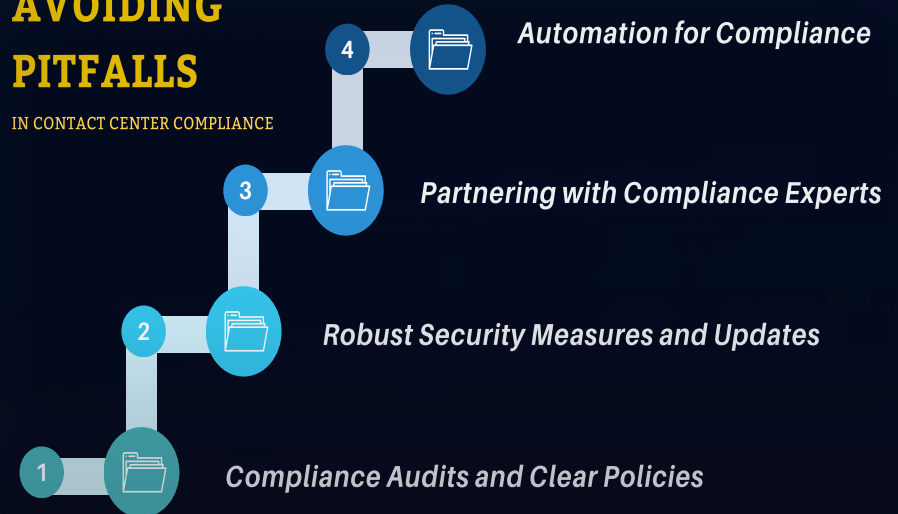 AVOIDING
PITFALLS
IN CONTACT CENTER COMPLIANCE
4
Automation for Compliance
3
Partnering with Compliance Experts
2
Robust Security Measures and Updates
1
Compliance Audits and Clear Policies